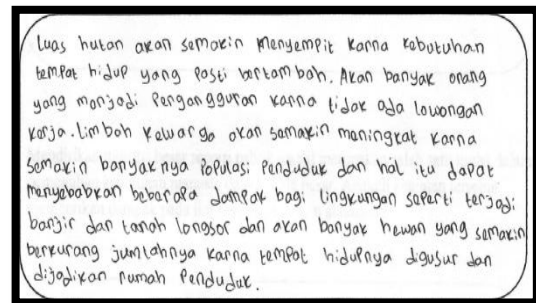 Luas hutan akan semakin menyempit karna kebutuhan
tempat hidup yang pasti bertambah. Akan banyak orang
yang menjadi pengangguran karna tidak ada lowongan
kerja. Limbah keluarga akan semakin meningkat karna
semakin banyaknya populasi penduduk dan hal itu dapat
menyebabkan beberapa dampak bagi lingkungan seperti terjadi
banjir dan tanah longsor dan akan banyak hewan yang semakin
berkurang jumlahnya karna tempat hidupnya digusur dan
dijadikan rumah penduduk.